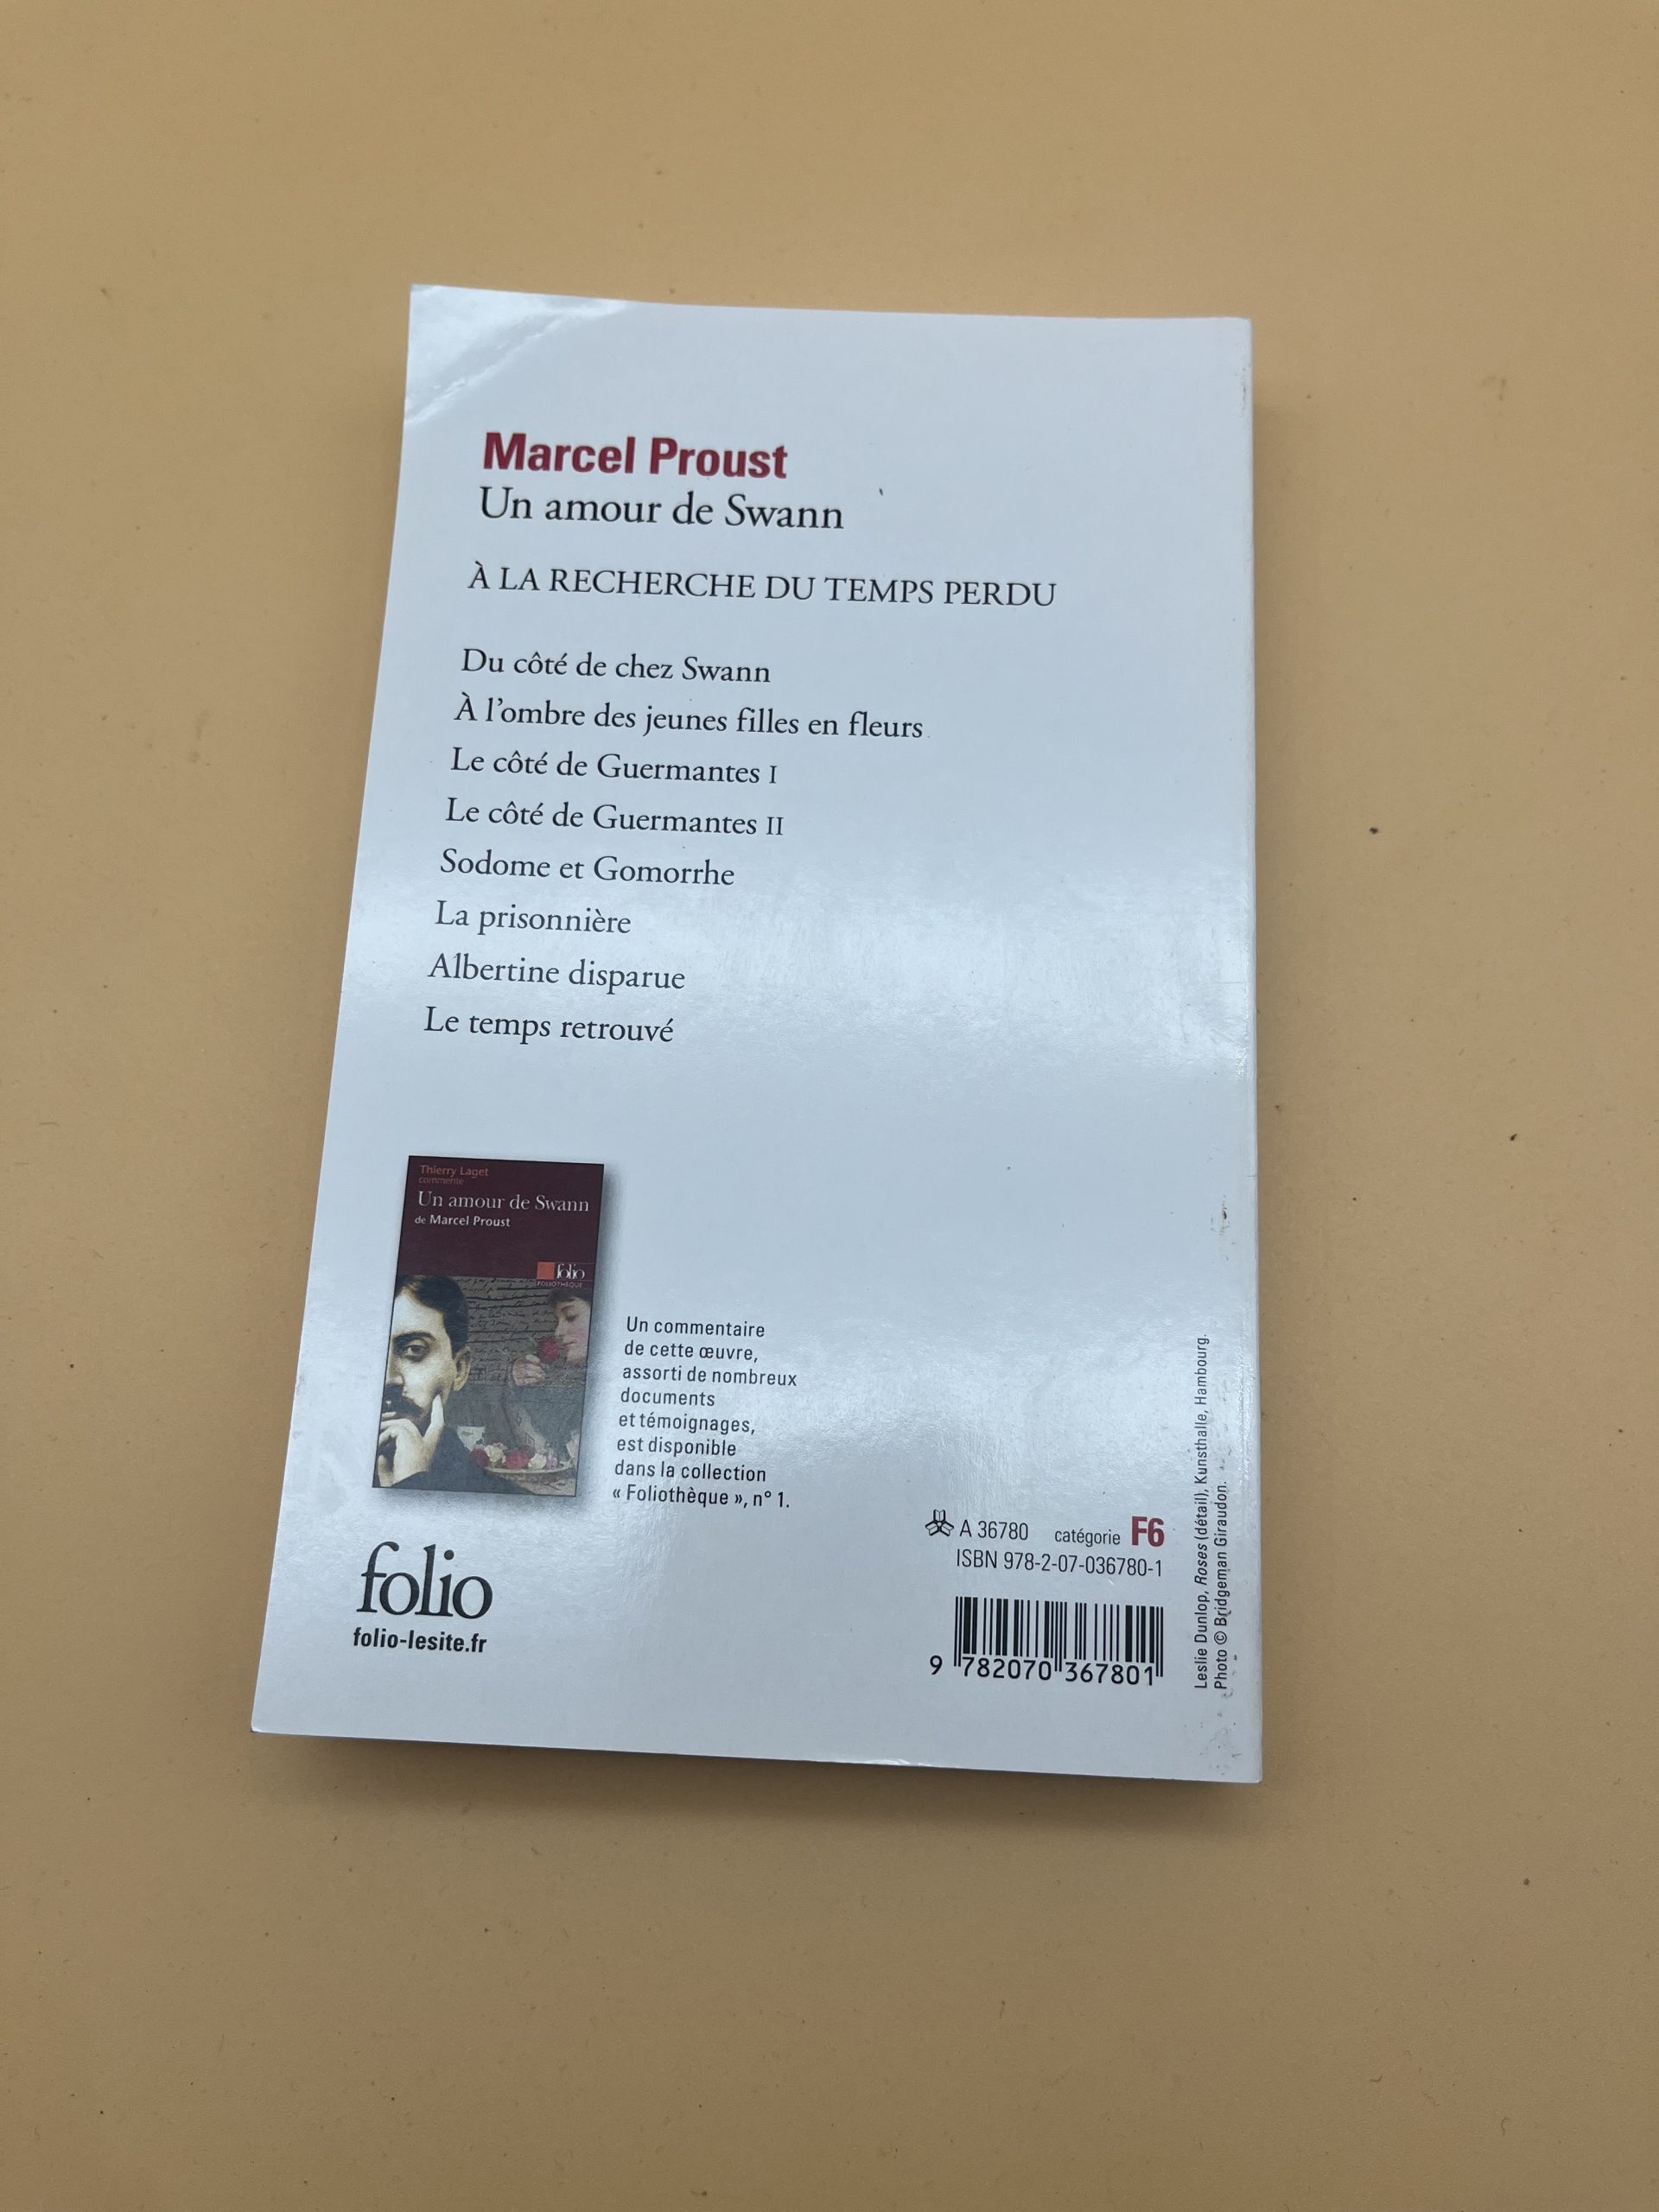 Marcel Proust
Un amour de Swann
À LA RECHERCHE DU TEMPS PERDU
Du côté de chez Swann
À l’ombre des jeunes filles en fleurs
Le côté de Guermantes I
Le côté de Guermantes II
Sodome et Gomorrhe
La prisonnière
Albertine disparue
Le temps retrouvé
Thierry Laget
commente
Un amour de Swann
de Marcel Proust
folio
FOLIOTHÈQUE
Un commentaire
de cette œuvre,
assorti de nombreux
documents
et témoignages,
est disponible
dans la collection
« Foliothèque », n° 1.
folio
folio-lesite.fr
A 36780 catégorie F6
ISBN 978-2-07-036780-1
9 782070 367801
Leslie Dunlop, Roses (détail), Kunsthalle, Hambourg.
Photo © Bridgeman Giraudon.